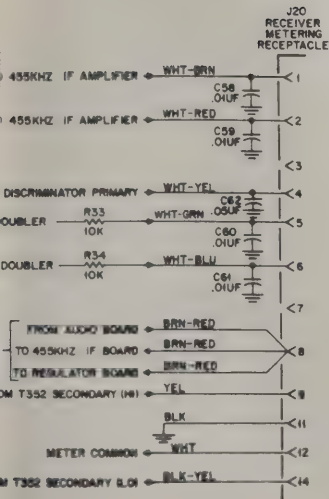 J20
RECEIVER
METERING
RECEPTACLE
455KHZ IF AMPLIFIER WHT-BRN 1
C58
.01UF
455KHZ IF AMPLIFIER WHT-RED 2
C59
.01UF
3
DISCRIMINATOR PRIMARY WHT-YEL 4
C62
.05UF
OUBLER R33 WHT-GRN 5
10K
C60
.01UF
DOUBLER R34 WHT-BLU 6
10K
C61
.01UF
7
FROM AUDIO BOARD BRN-RED
TO 455KHZ IF BOARD BRN-RED 8
TO REGULATOR BOARD BRN-RED
OM T352 SECONDARY (HI) YEL 9
BLK 11
METER COMMON WHT 12
M T352 SECONDARY (LO) BLK-YEL 14